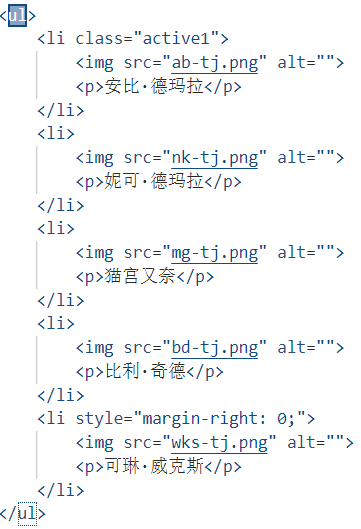 <ul>
<li class="active1">
<img src="ab-tj.png" alt="">
<p>安比·德玛拉</p>
</li>
<li>
<img src="nk-tj.png" alt="">
<p>妮可·德玛拉</p>
</li>
<li>
<img src="mg-tj.png" alt="">
<p>猫宫又奈</p>
</li>
<li>
<img src="bd-tj.png" alt="">
<p>比利·奇德</p>
</li>
<li style="margin-right: 0;">
<img src="wks-tj.png" alt="">
<p>可琳·威克斯</p>
</li>
</ul>